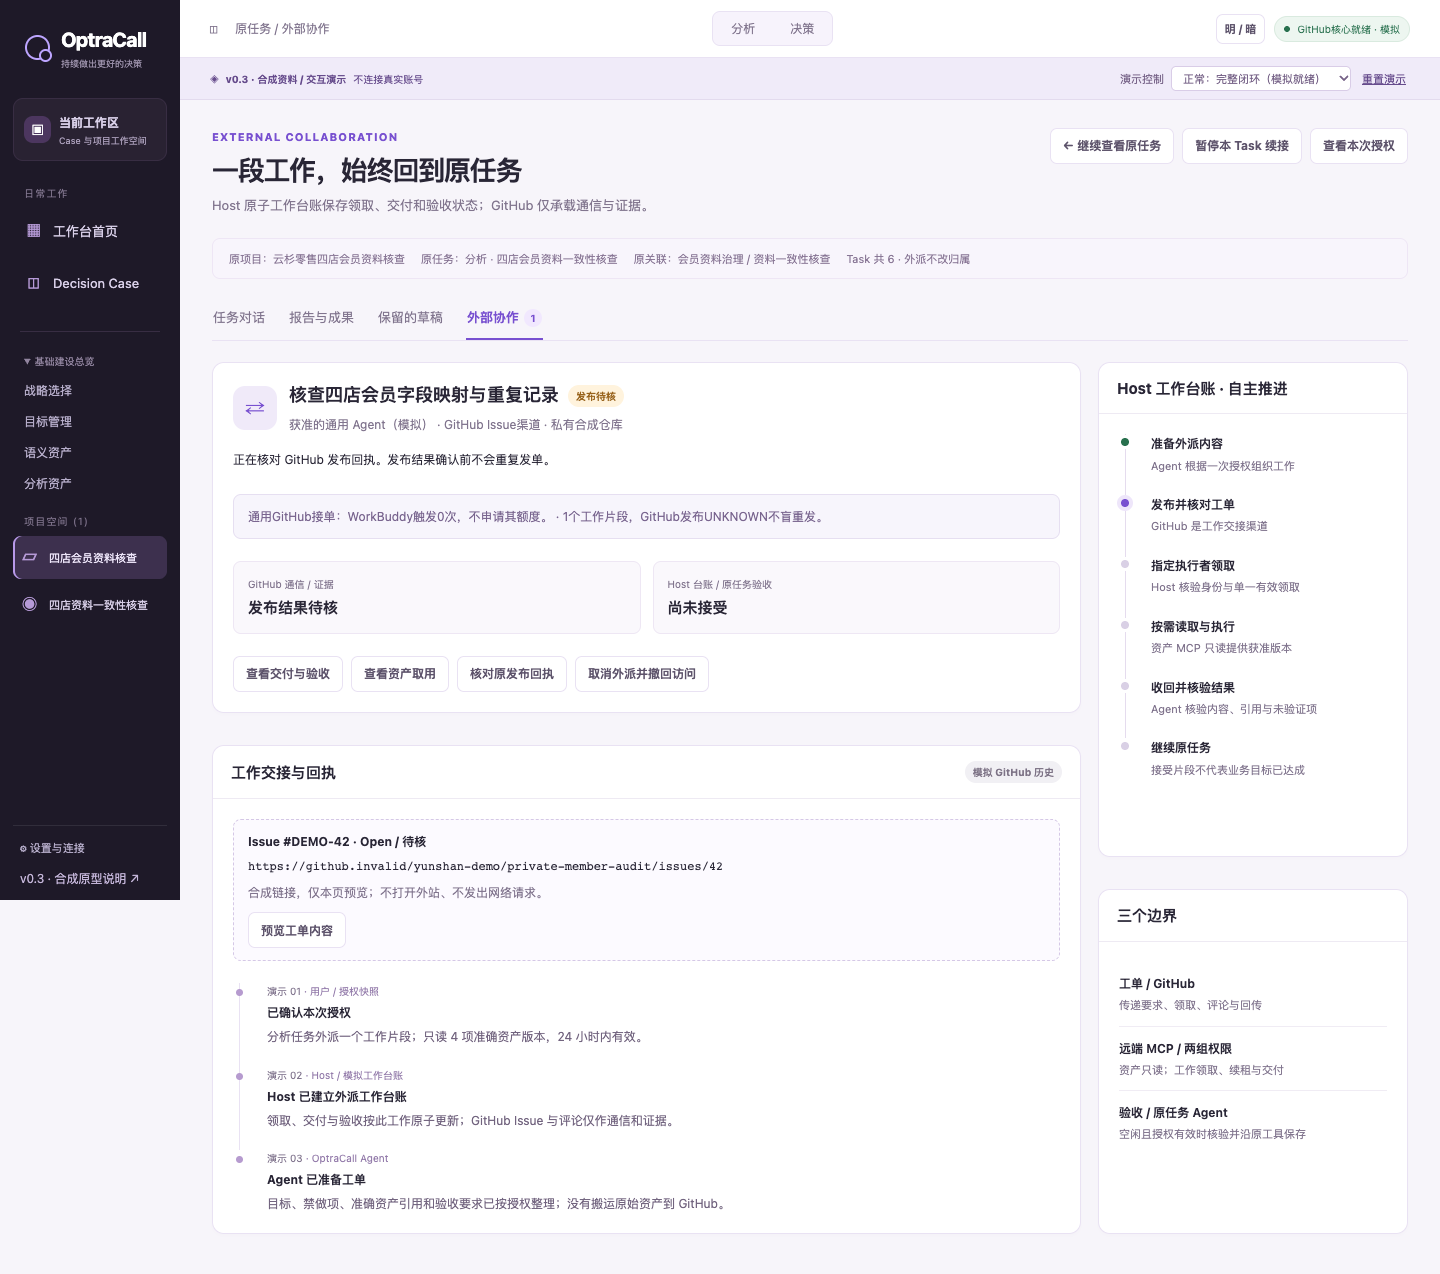 OptraCall
持续做出更好的决策
当前工作区
Case 与项目工作空间
日常工作
工作台首页
Decision Case
基础建设总览
战略选择
目标管理
语义资产
分析资产
项目空间 (1)
四店会员资料核查
四店资料一致性核查
设置与连接
v0.3 · 合成原型说明 ↗
原任务 / 外部协作
分析
决策
明 / 暗
GitHub核心就绪 · 模拟
v0.3 · 合成资料 / 交互演示 不连接真实账号
演示控制
正常：完整闭环（模拟就绪）
重置演示
EXTERNAL COLLABORATION
一段工作，始终回到原任务
Host 原子工作台账保存领取、交付和验收状态；GitHub 仅承载通信与证据。
← 继续查看原任务
暂停本 Task 续接
查看本次授权
原项目：云杉零售四店会员资料核查 原任务：分析 · 四店会员资料一致性核查 原关联：会员资料治理 / 资料一致性核查 Task 共 6 · 外派不改归属
任务对话
报告与成果
保留的草稿
外部协作 1
核查四店会员字段映射与重复记录 发布待核
获准的通用 Agent（模拟） · GitHub Issue渠道 · 私有合成仓库
正在核对 GitHub 发布回执。发布结果确认前不会重复发单。
通用GitHub接单：WorkBuddy触发0次，不申请其额度。 · 1个工作片段，GitHub发布UNKNOWN不盲重发。
GitHub 通信 / 证据
发布结果待核
Host 台账 / 原任务验收
尚未接受
查看交付与验收
查看资产取用
核对原发布回执
取消外派并撤回访问
工作交接与回执
模拟 GitHub 历史
Issue #DEMO-42 · Open / 待核
https://github.invalid/yunshan-demo/private-member-audit/issues/42
合成链接，仅本页预览；不打开外站、不发出网络请求。
预览工单内容
演示 01 · 用户 / 授权快照
已确认本次授权
分析任务外派一个工作片段；只读 4 项准确资产版本，24 小时内有效。
演示 02 · Host / 模拟工作台账
Host 已建立外派工作台账
领取、交付与验收按此工作原子更新；GitHub Issue 与评论仅作通信和证据。
演示 03 · OptraCall Agent
Agent 已准备工单
目标、禁做项、准确资产引用和验收要求已按授权整理；没有搬运原始资产到 GitHub。
Host 工作台账 · 自主推进
准备外派内容
Agent 根据一次授权组织工作
发布并核对工单
GitHub 是工作交接渠道
指定执行者领取
Host 核验身份与单一有效领取
按需读取与执行
资产 MCP 只读提供获准版本
收回并核验结果
Agent 核验内容、引用与未验证项
继续原任务
接受片段不代表业务目标已达成
三个边界
工单 / GitHub
传递要求、领取、评论与回传
远端 MCP / 两组权限
资产只读；工作领取、续租与交付
验收 / 原任务 Agent
空闲且授权有效时核验并沿原工具保存